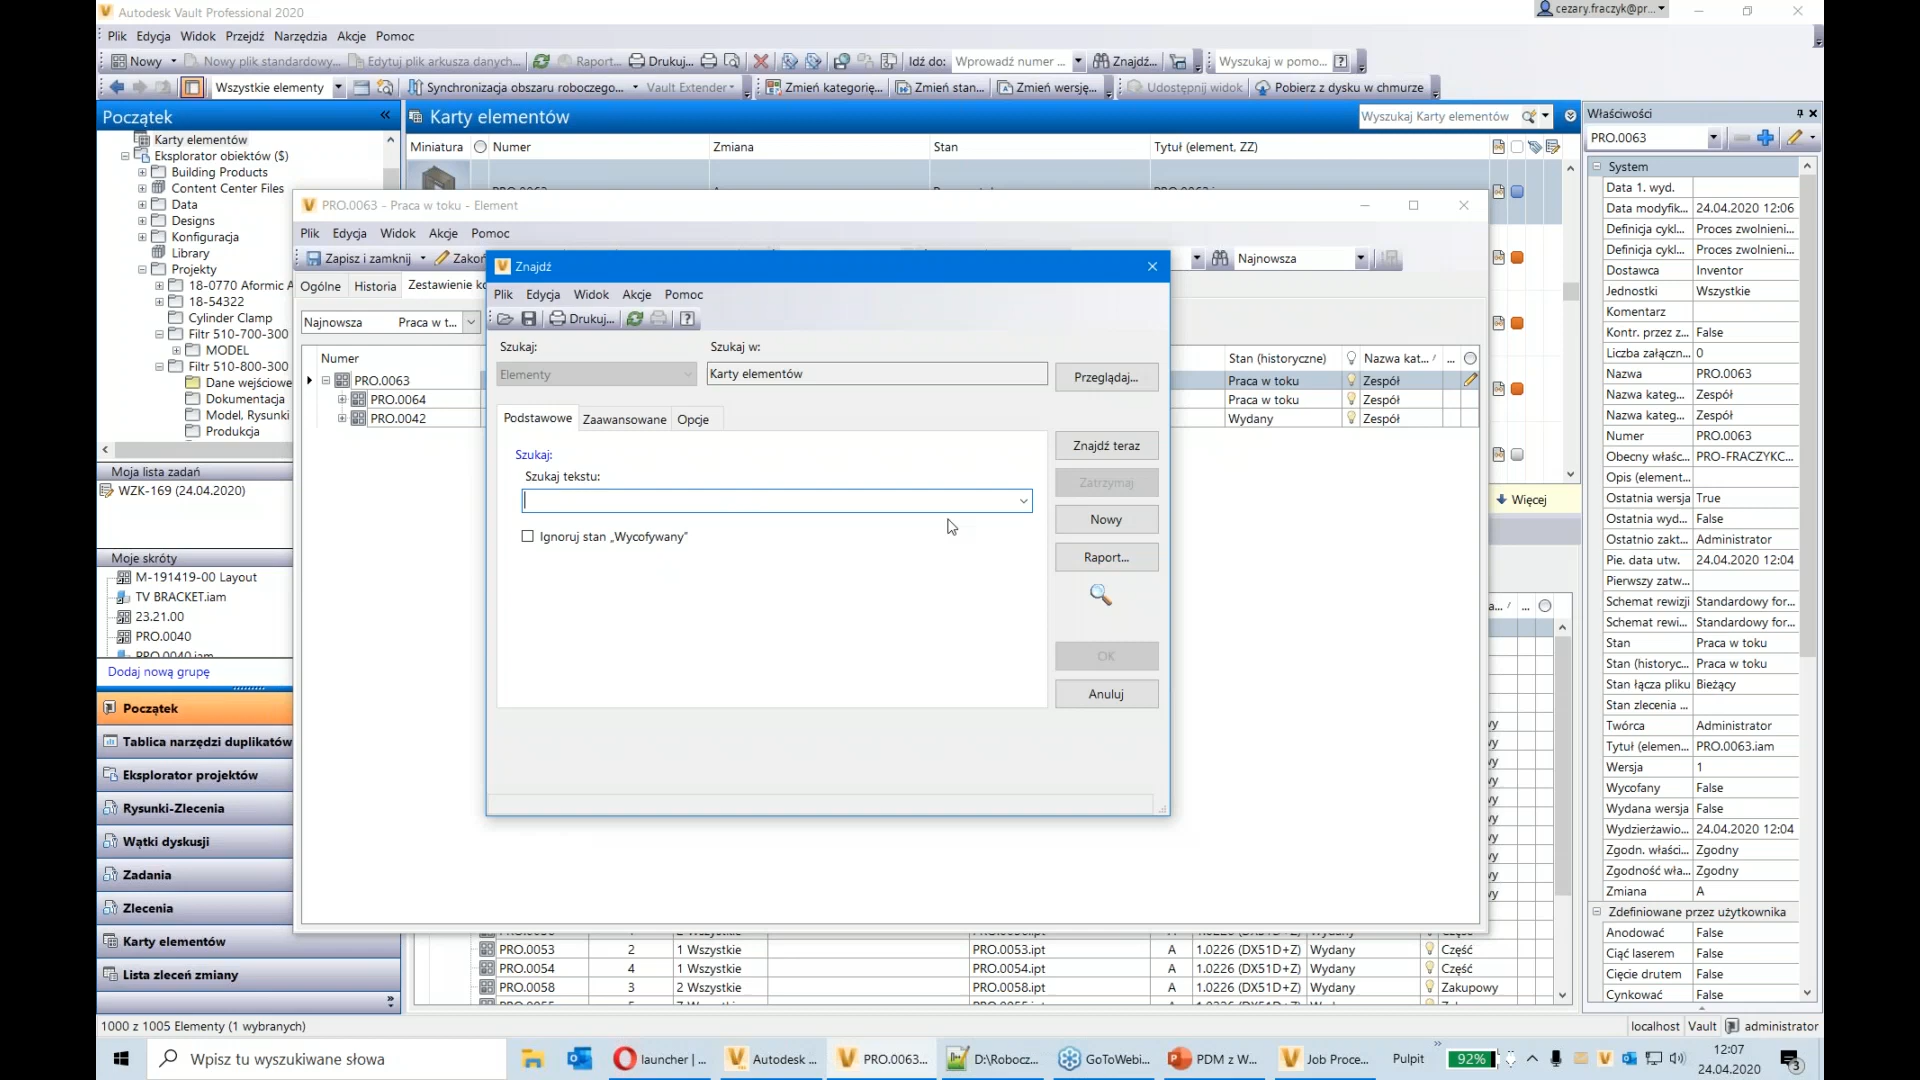 Autodesk Vault Professional 2020
cezary.fraczyk@pr...
Plik Edycja Widok Przejdź Narzędzia Akcje Pomoc
Nowy Nowy plik standardowy... Edytuj plik arkusza danych... Raport... Drukuj... Idź do: Wprowadź numer ... Znajdź... Wyszukaj w pomo...
Wszystkie elementy Synchronizacja obszaru roboczego... Vault Extender Zmień kategorię... Zmień stan... Zmień wersję... Udostępnij widok Pobierz z dysku w chmurze
Początek
Karty elementów
Eksplorator obiektów ($)
Building Products
Content Center Files
Data
Designs
Konfiguracja
Library
Projekty
18-0770 Aformic A
18-54322
Cylinder Clamp
Filtr 510-700-300
MODEL
Filtr 510-800-300
Dane wejściowe
Dokumentacja
Model, Rysunki
Produkcja
Moja lista zadań
WZK-169 (24.04.2020)
Moje skróty
M-191419-00 Layout
TV BRACKET.iam
23.21.00
PRO.0040
PRO.0040.iam
Dodaj nową grupę
Początek
Tablica narzędzi duplikatów
Eksplorator projektów
Rysunki-Zlecenia
Wątki dyskusji
Zadania
Zlecenia
Karty elementów
Lista zleceń zmiany
Karty elementów
Wyszukaj Karty elementów
Miniatura Numer Zmiana Stan Tytuł (element, ZZ)
PRO.0063 - Praca w toku - Element
Plik Edycja Widok Akcje Pomoc
Zapisz i zamknij Zakoń
Najnowsza
Ogólne Historia Zestawienie ko
Najnowsza Praca w t...
Numer Stan (historyczne) Nazwa kat... ...
PRO.0063 Praca w toku Zespół
PRO.0064 Praca w toku Zespół
PRO.0042 Wydany Zespół
Znajdź
Plik Edycja Widok Akcje Pomoc
Drukuj...
Szukaj: Szukaj w:
Elementy Karty elementów Przeglądaj...
Podstawowe Zaawansowane Opcje
Szukaj:
Szukaj tekstu:
Ignoruj stan „Wycofywany”
Znajdź teraz
Zatrzymaj
Nowy
Raport...
OK
Anuluj
Więcej
PRO.0053 2 1 Wszystkie PRO.0053.ipt A 1.0226 (DX51D+Z) Wydany Część
PRO.0054 4 1 Wszystkie PRO.0054.ipt A 1.0226 (DX51D+Z) Wydany Część
PRO.0058 3 2 Wszystkie PRO.0058.ipt A 1.0226 (DX51D+Z) Wydany Zakupowy
Właściwości
PRO.0063
System
Data 1. wyd.
Data modyfik... 24.04.2020 12:06
Definicja cykl... Proces zwolnieni...
Definicja cykl... Proces zwolnieni...
Dostawca Inventor
Jednostki Wszystkie
Komentarz
Kontr. przez z... False
Liczba załączn... 0
Nazwa PRO.0063
Nazwa kateg... Zespół
Nazwa kateg... Zespół
Numer PRO.0063
Obecny właśc... PRO-FRACZYKC...
Opis (element...
Ostatnia wersja True
Ostatnia wyd... False
Ostatnio zakt... Administrator
Pie. data utw. 24.04.2020 12:04
Pierwszy zatw...
Schemat rewizji Standardowy for...
Schemat rewi... Standardowy for...
Stan Praca w toku
Stan (historyc... Praca w toku
Stan łącza pliku Bieżący
Stan zlecenia ...
Twórca Administrator
Tytuł (elemen... PRO.0063.iam
Wersja 1
Wycofany False
Wydana wersja False
Wydzierżawio... 24.04.2020 12:04
Zgodn. właści... Zgodny
Zgodność wła... Zgodny
Zmiana A
Zdefiniowane przez użytkownika
Anodować False
Ciąć laserem False
Cięcie drutem False
Cynkować False
1000 z 1005 Elementy (1 wybranych)
localhost Vault administrator
Wpisz tu wyszukiwane słowa
launcher | ... Autodesk ... PRO.0063... D:\Robocz... GoToWebi... PDM z W... Job Proce... Pulpit 92%
12:07
24.04.2020
3